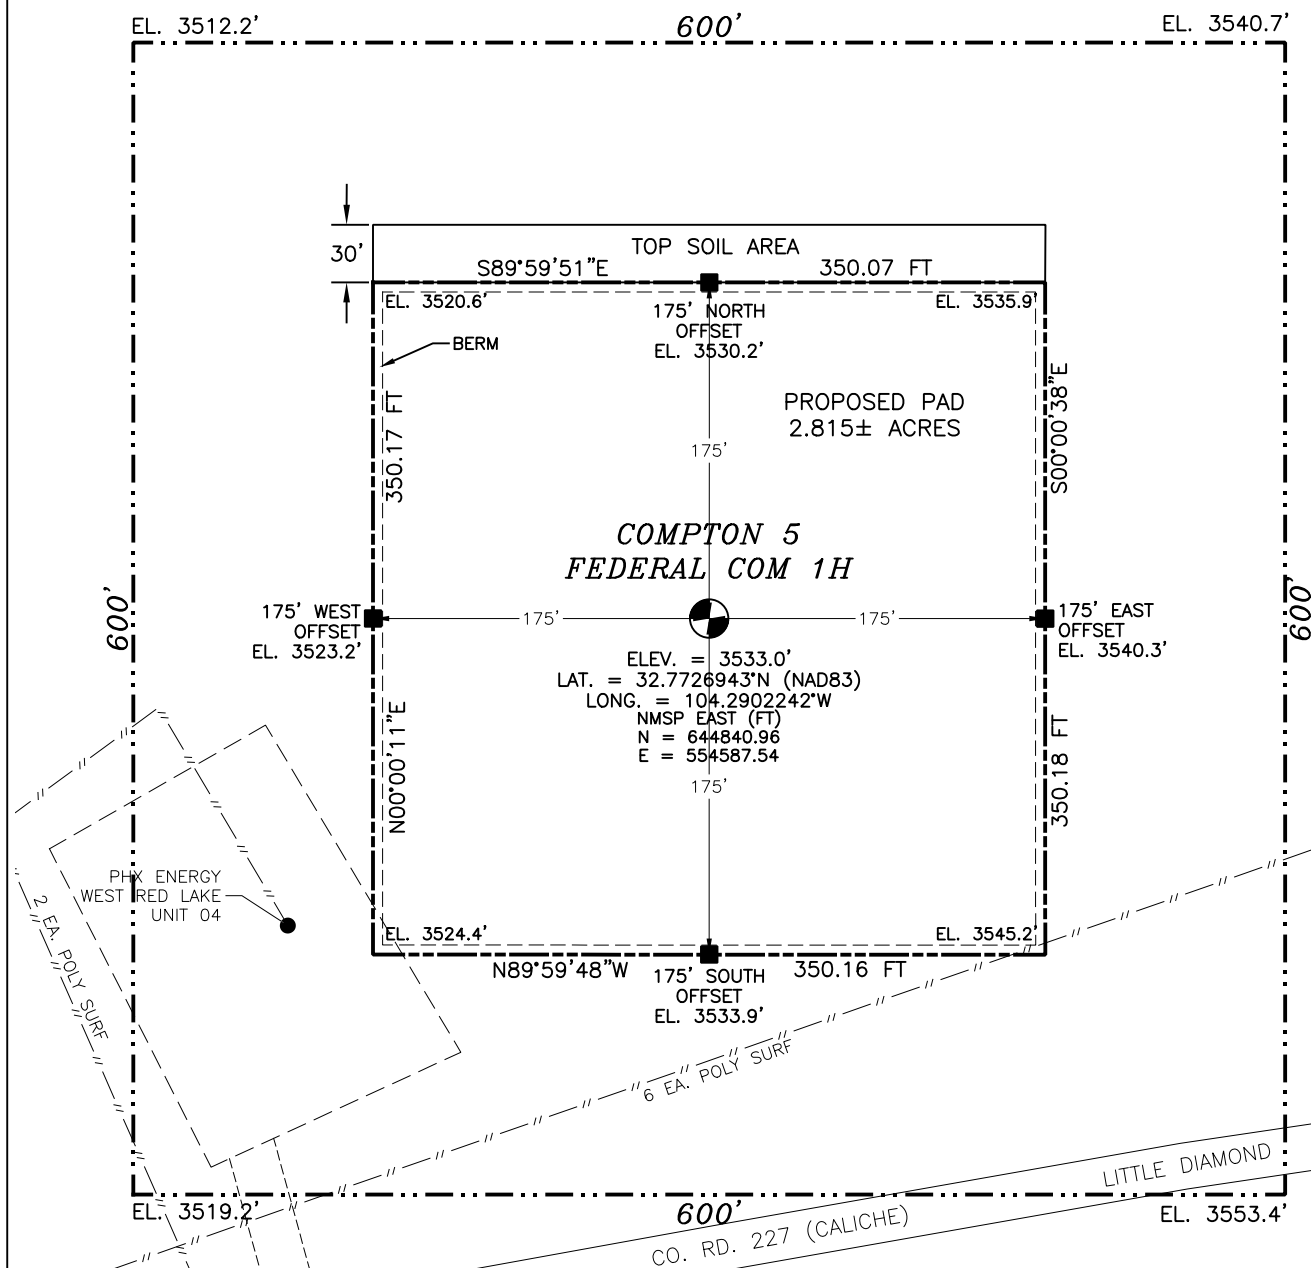 EL. 3512.2'
600'
EL. 3540.7'
30'
TOP SOIL AREA
S89°59'51"E
350.07 FT
EL. 3520.6'
EL. 3535.9'
175' NORTH
OFFSET
EL. 3530.2'
BERM
PROPOSED PAD
2.815± ACRES
350.17 FT
S00°00'38"E
175'
COMPTON 5
FEDERAL COM 1H
600'
175' WEST
OFFSET
EL. 3523.2'
175'
175'
175' EAST
OFFSET
EL. 3540.3'
600'
ELEV. = 3533.0'
LAT. = 32.7726943°N (NAD83)
LONG. = 104.2902242°W
NMSP EAST (FT)
N = 644840.96
E = 554587.54
175'
N00°00'11"E
350.18 FT
PHX ENERGY
WEST RED LAKE
UNIT 04
2 EA. POLY SURF
EL. 3524.4'
EL. 3545.2'
N89°59'48"W
175' SOUTH
OFFSET
EL. 3533.9'
350.16 FT
6 EA. POLY SURF
LITTLE DIAMOND
EL. 3519.2'
600'
EL. 3553.4'
CO. RD. 227 (CALICHE)